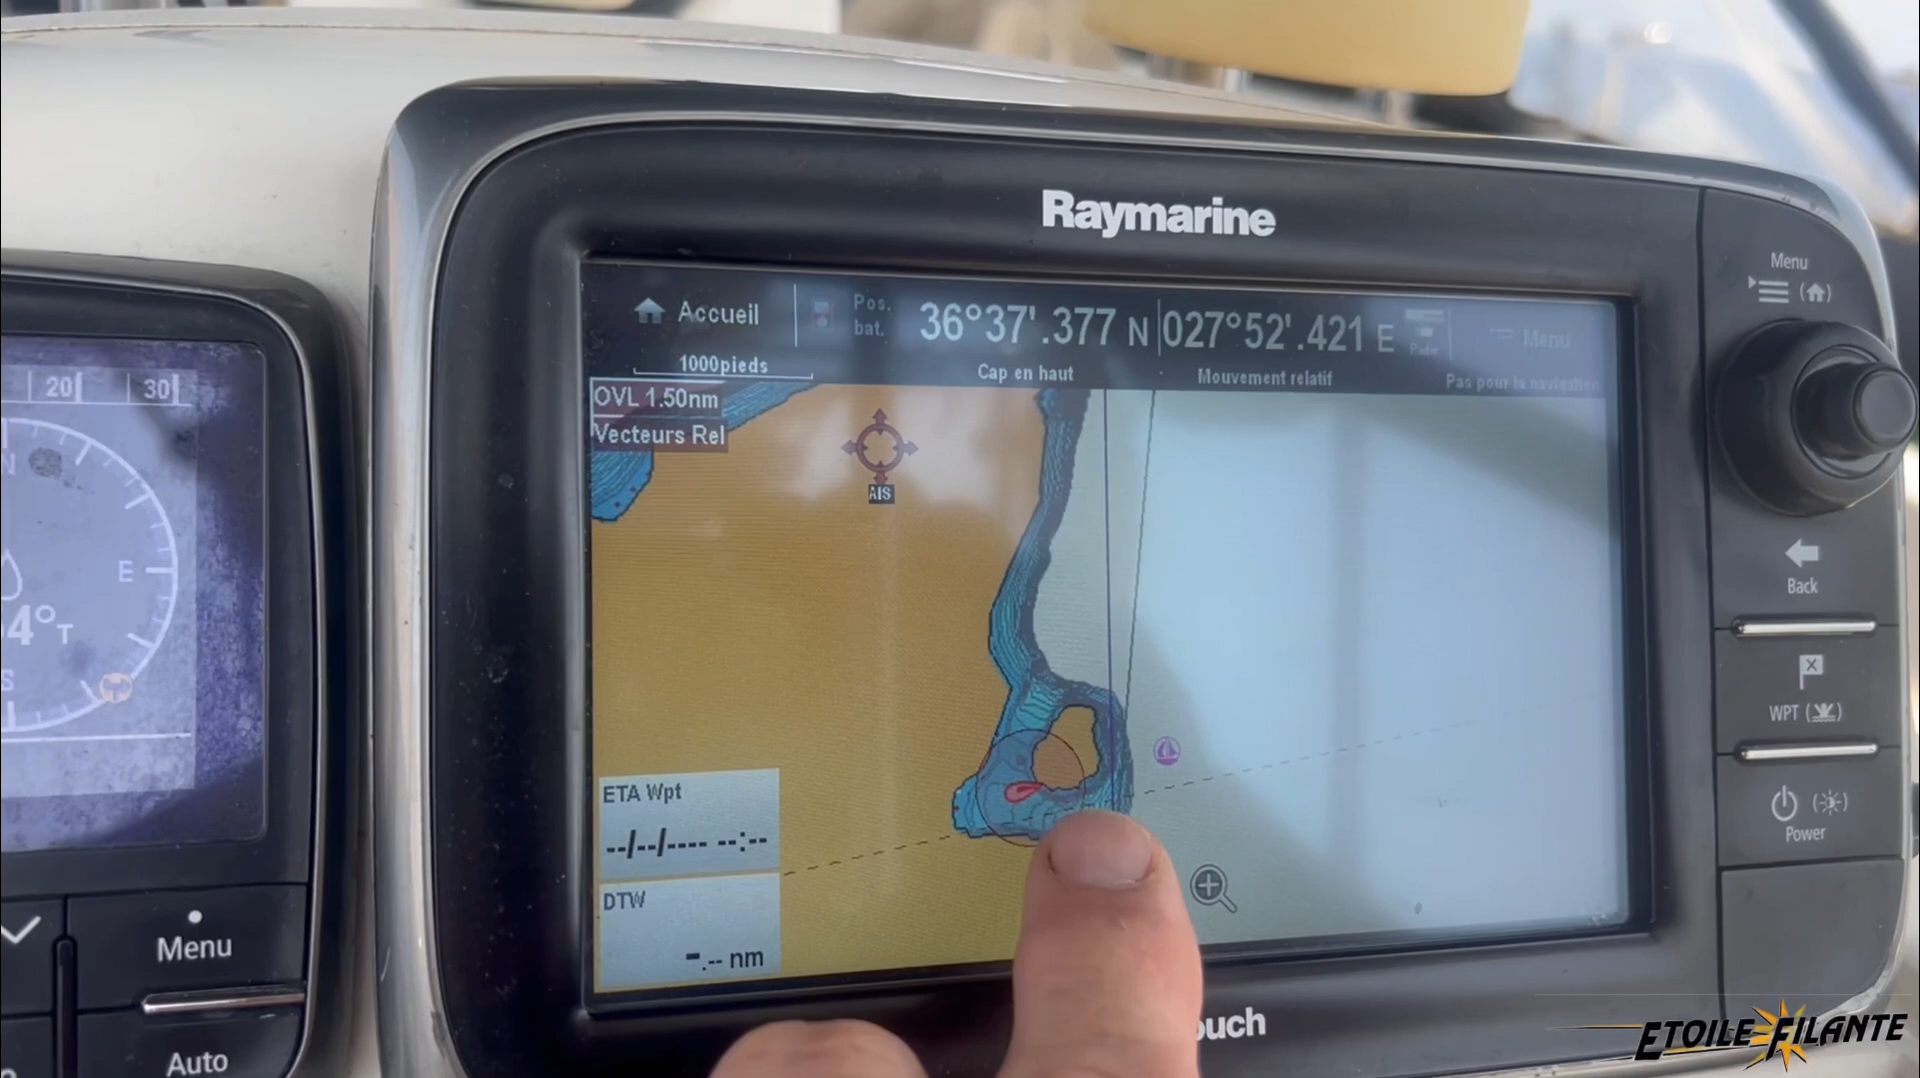 Raymarine
Accueil
Pos. bat.
36°37'.377 N
027°52'.421 E
Radar
Menu
1000pieds
Cap en haut
Mouvement relatif
Pas pour la navigation
OVL 1.50nm
Vecteurs Rel
AIS
ETA Wpt
--/--/---- --:--
DTW
-.-- nm
ouch
Menu
Back
WPT
Power
20
30
N
E
4°T
S
Menu
Auto
ETOILE FILANTE